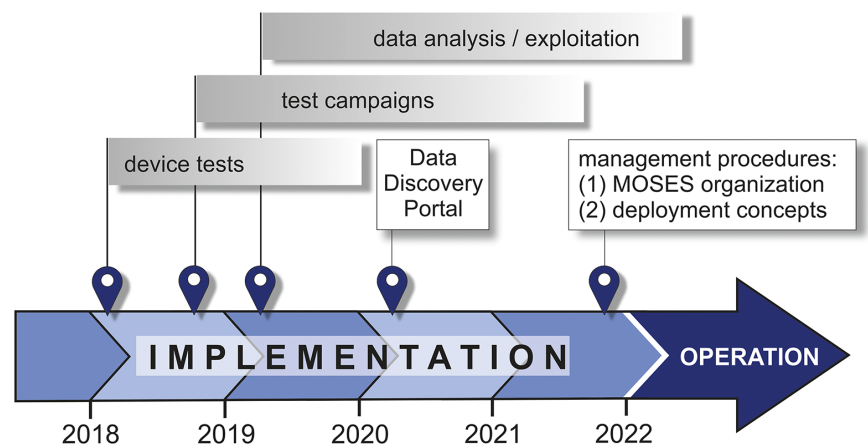 data analysis / exploitation
test campaigns
device tests
Data
Discovery
Portal
management procedures:
(1) MOSES organization
(2) deployment concepts
IMPLEMENTATION
OPERATION
2018
2019
2020
2021
2022